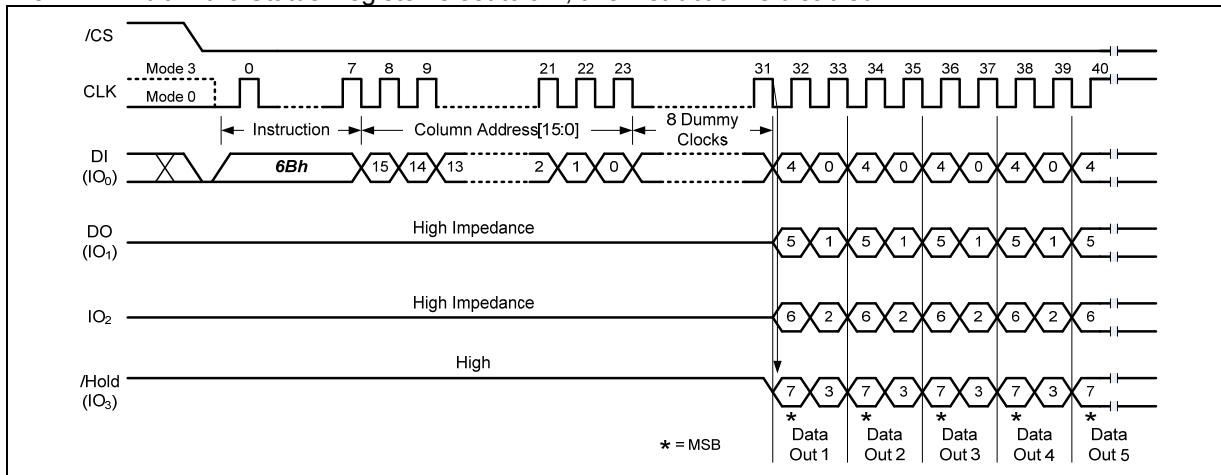 /CS
Mode 3
Mode 0
CLK
0 7 8 9 21 22 23 31 32 33 34 35 36 37 38 39 40
Instruction Column Address[15:0] 8 Dummy Clocks
DI
(IO0)
6Bh 15 14 13 2 1 0 4 0 4 0 4 0 4 0 4
DO
(IO1)
High Impedance 5 1 5 1 5 1 5 1 5
IO2
High Impedance 6 2 6 2 6 2 6 2 6
/Hold
(IO3)
High 7 3 7 3 7 3 7 3 7
* * * * *
* = MSB
Data Out 1 Data Out 2 Data Out 3 Data Out 4 Data Out 5